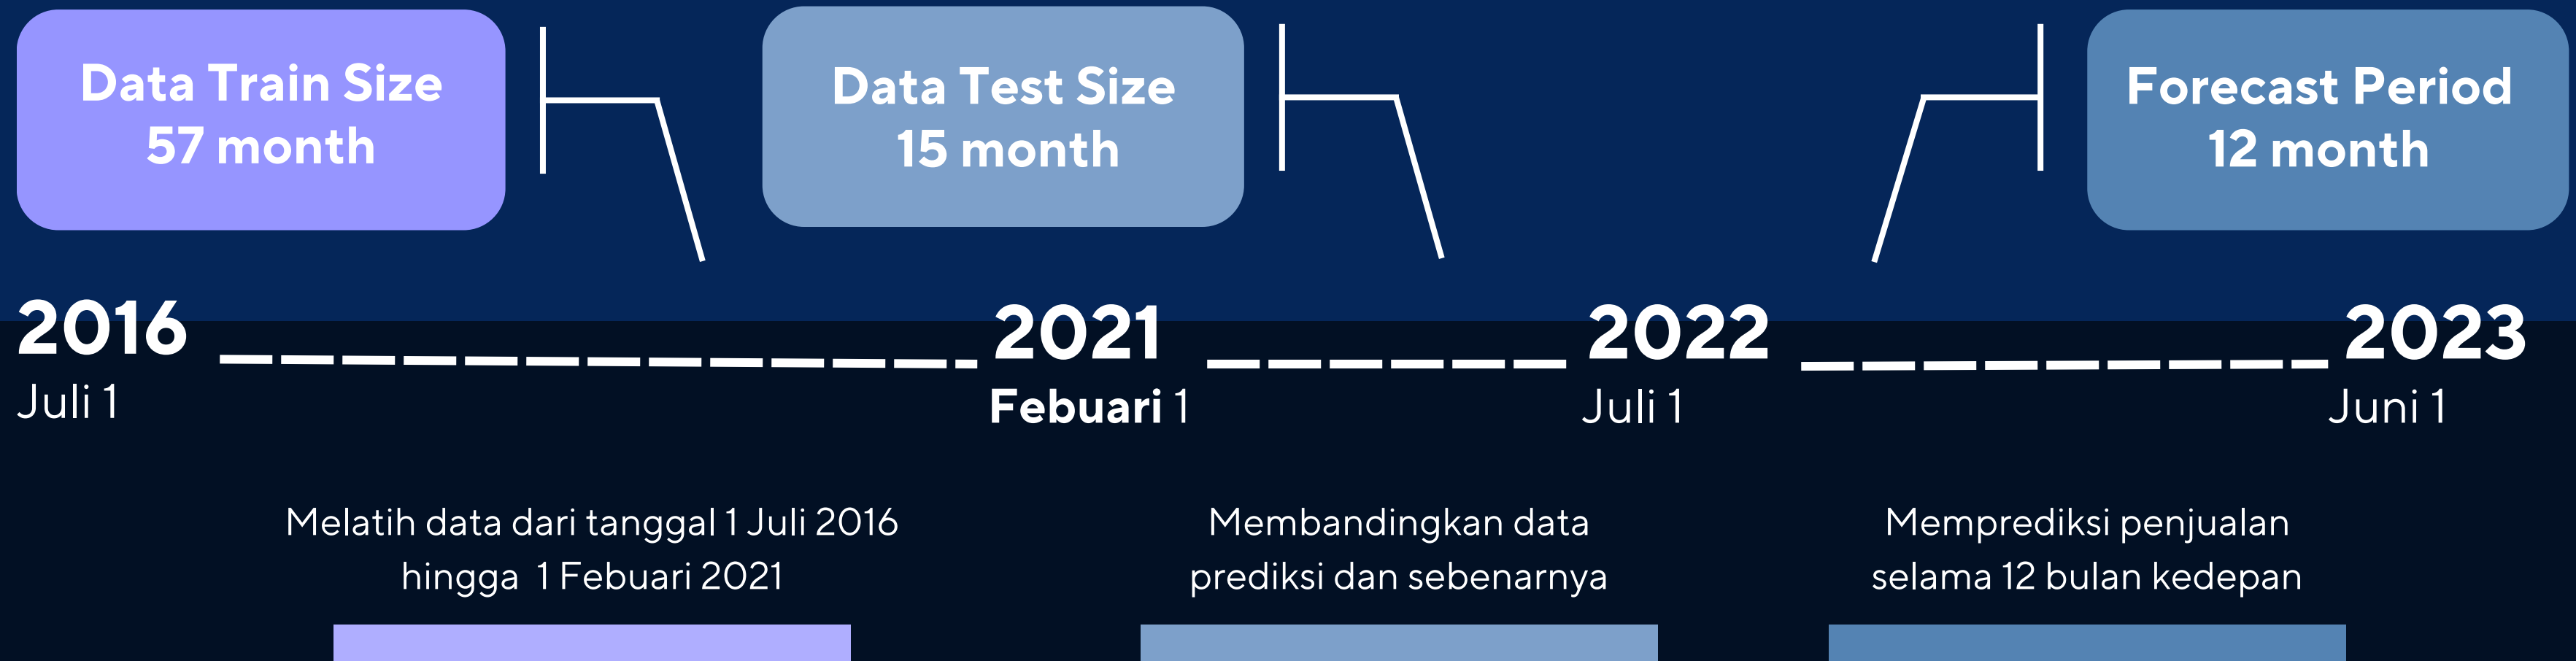 Data Train Size
57 month
Data Test Size
15 month
Forecast Period
12 month
2016
Juli 1
2021
Febuari 1
2022
Juli 1
2023
Juni 1
Melatih data dari tanggal 1 Juli 2016
hingga 1 Febuari 2021
Membandingkan data
prediksi dan sebenarnya
Memprediksi penjualan
selama 12 bulan kedepan